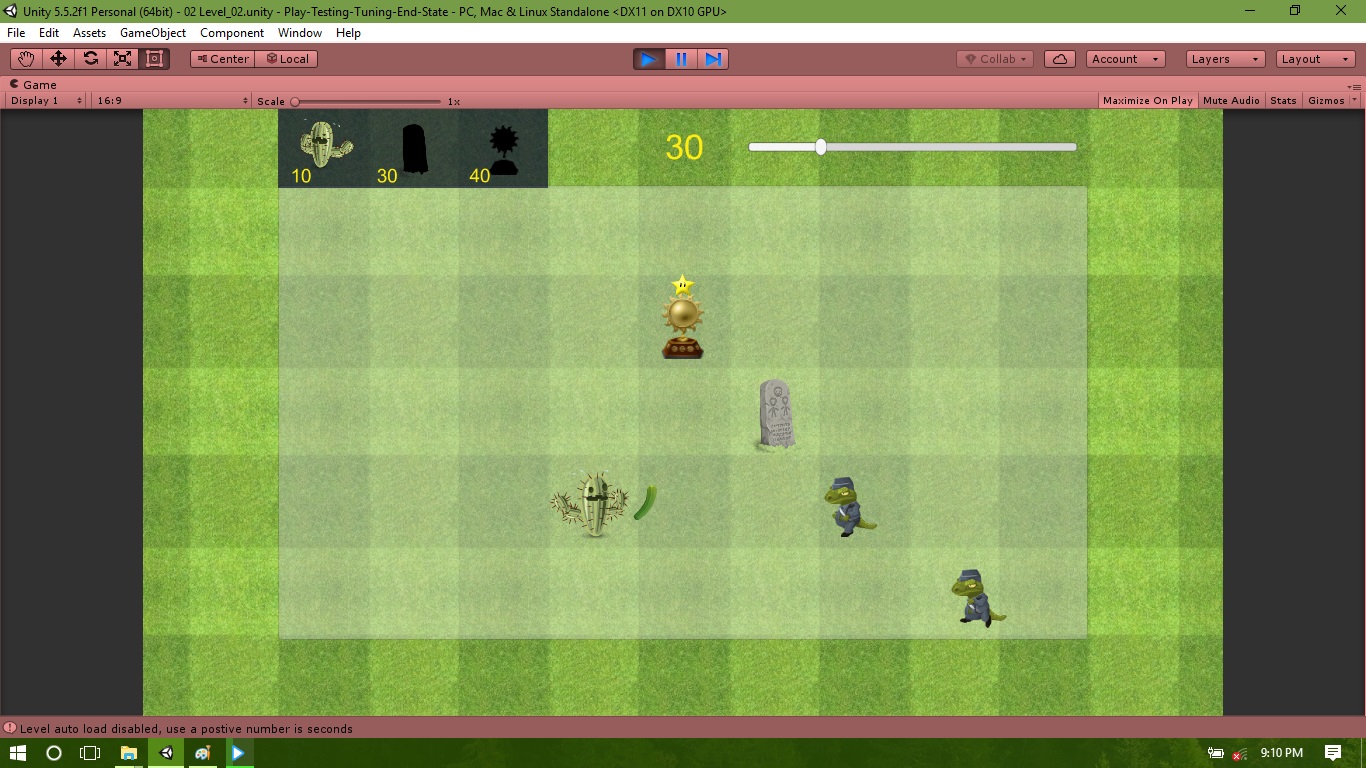 Unity 5.5.2f1 Personal (64bit) - 02 Level_02.unity - Play-Testing-Tuning-End-State - PC, Mac & Linux Standalone <DX11 on DX10 GPU>
File Edit Assets GameObject Component Window Help
Center Local Collab Account Layers Layout
Game
Display 1 16:9 Scale 1x Maximize On Play Mute Audio Stats Gizmos
30
10 30 40
Level auto load disabled, use a postive number is seconds
9:10 PM